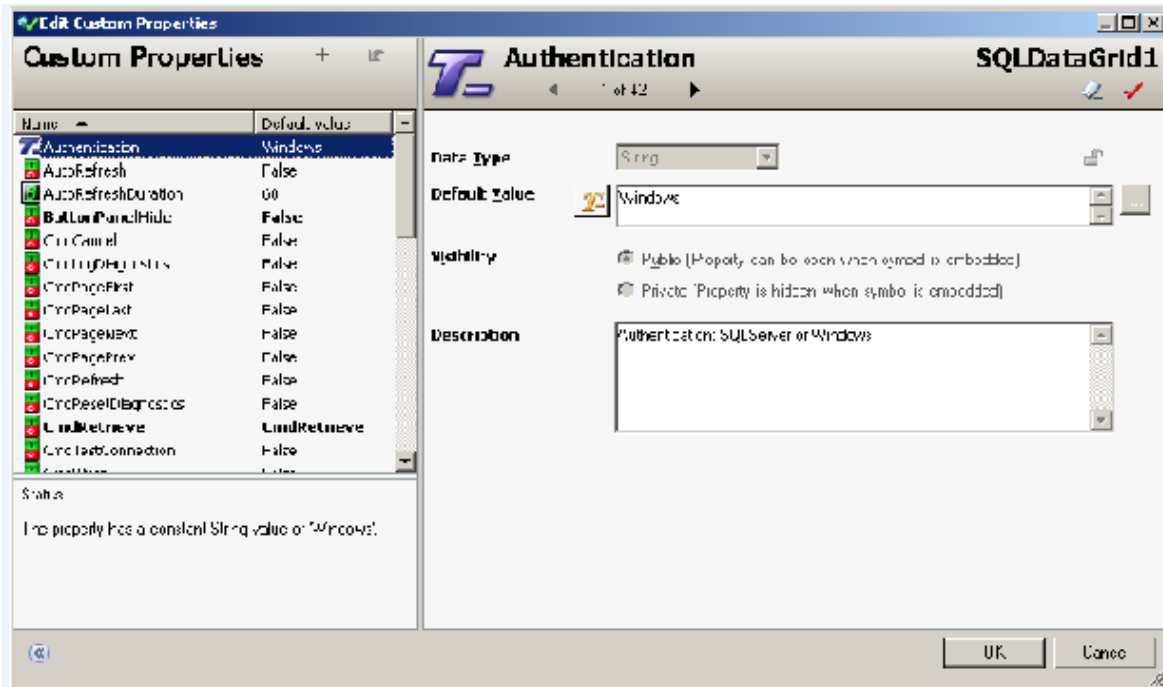 Edit Custom Properties
Custom Properties
Authentication
SQLDataGrid1
1 of 42
Name
Default value
Authentication Windows
AutoRefresh False
AutoRefreshDuration 60
ButtonPanelHide False
CmdCancel False
CmdLogDiagnostics False
CmdPageFirst False
CmdPageLast False
CmdPageNext False
CmdPagePrev False
CmdRefresh False
CmdResetDiagnostics False
CmdRetrieve CmdRetrieve
CmdTestConnection False
Data Type String
Default Value Windows
Visibility
Public (Property can be seen when symbol is embedded)
Private (Property is hidden when symbol is embedded)
Description
Authentication: SQLServer or Windows
Status
The property has a constant String value of 'Windows'.
OK
Cancel